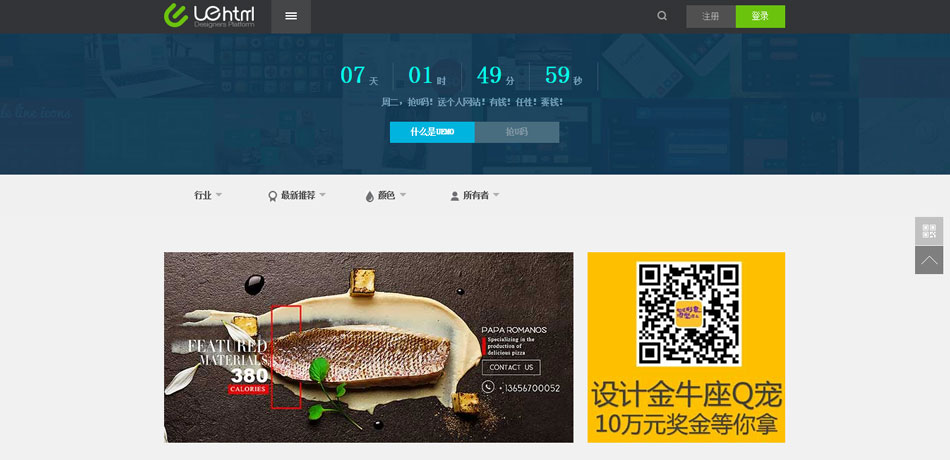 UEhtml
Designers Platform
注册
登录
07 天 01 时 49 分 59 秒
周二，抢U码！送个人网站！有钱！任性！耍钱！
什么是UEMO
抢U码
行业
最新推荐
颜色
所有者
FEATURED
MATERIALS
380
CALORIES
PAPA ROMANOS
Specializing in the
production of
delicious pizza
CONTACT US
+13656700052
设计金牛座Q宠
10万元奖金等你拿